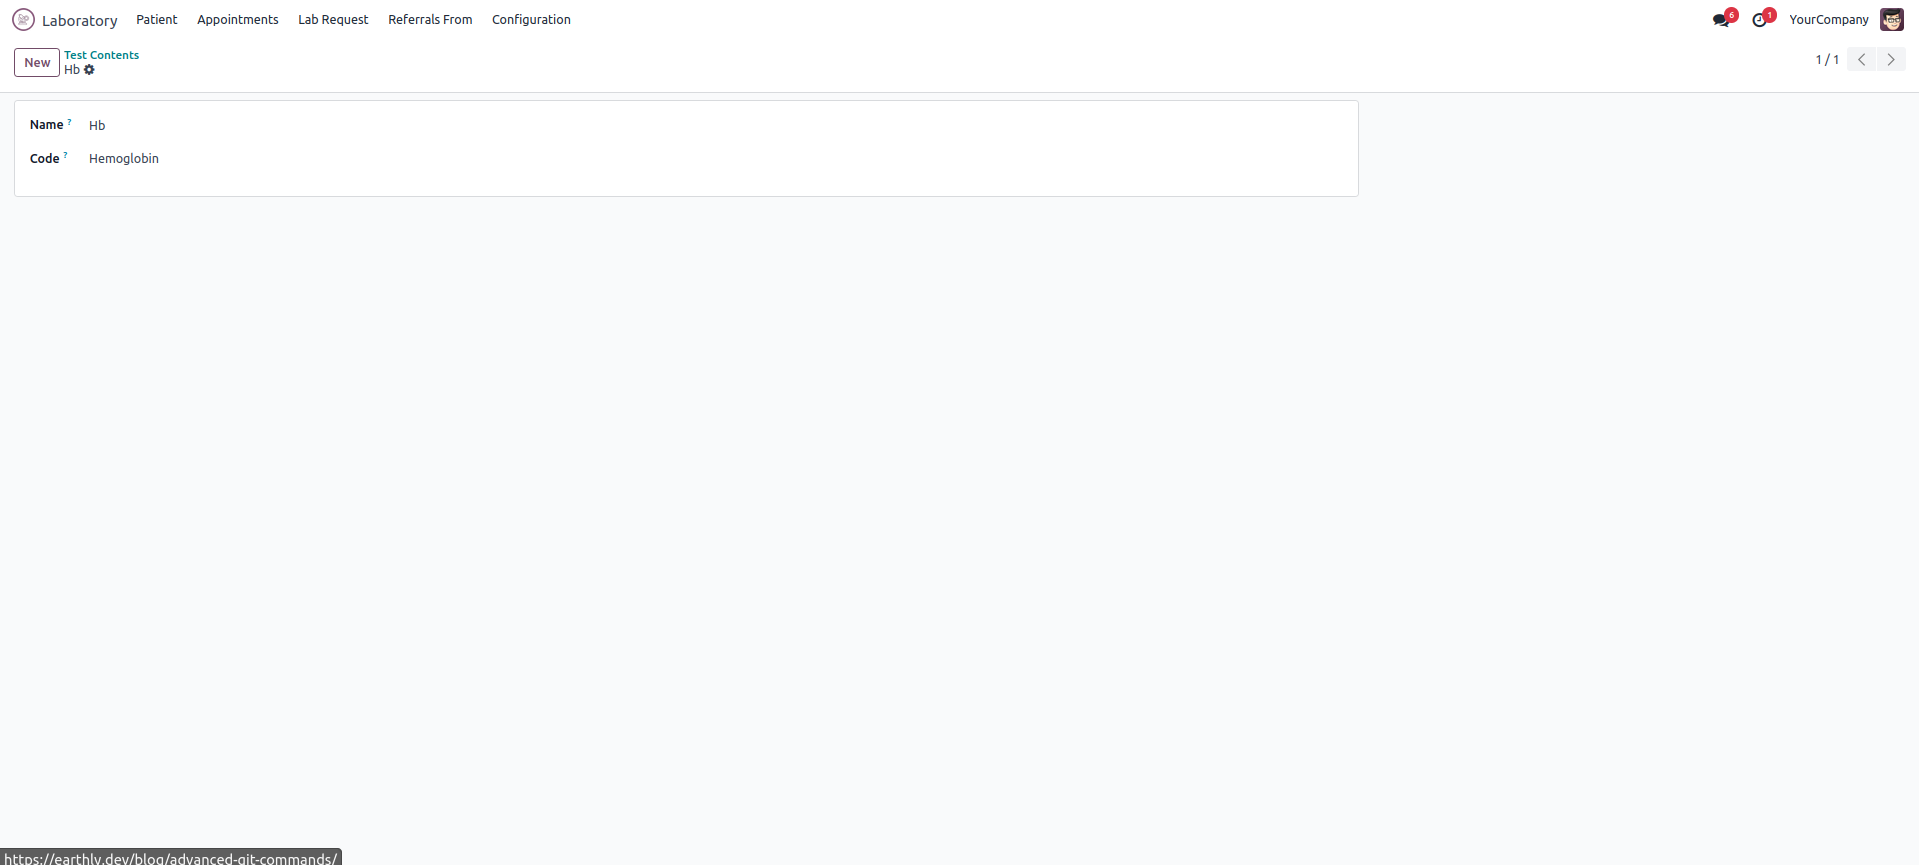 Laboratory Patient Appointments Lab Request Referrals From Configuration 6 1 YourCompany
New Test Contents
Hb 1 / 1
Name ? Hb
Code ? Hemoglobin
https://earthly.dev/blog/advanced-git-commands/